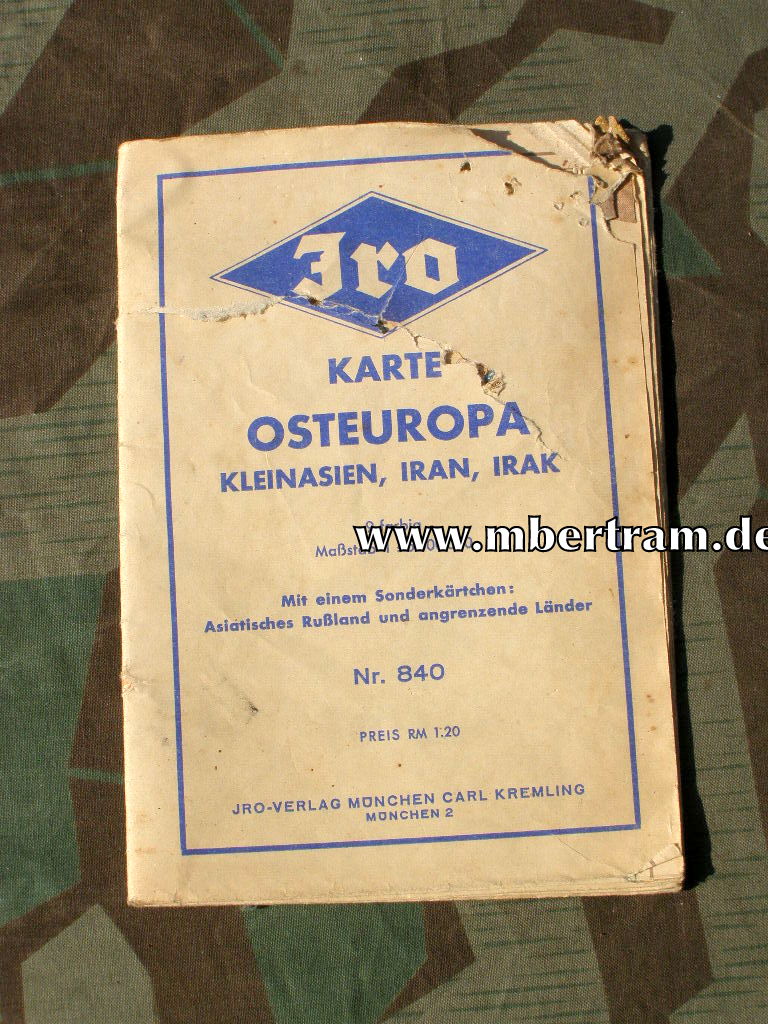 Jro
KARTE
OSTEUROPA
KLEINASIEN, IRAN, IRAK
farbig
www.mbertram.de
Mit einem Sonderkärtchen:
Asiatisches Rußland und angrenzende Länder
Nr. 840
PREIS RM 1.20
JRO-VERLAG MÜNCHEN CARL KREMLING
MÜNCHEN 2